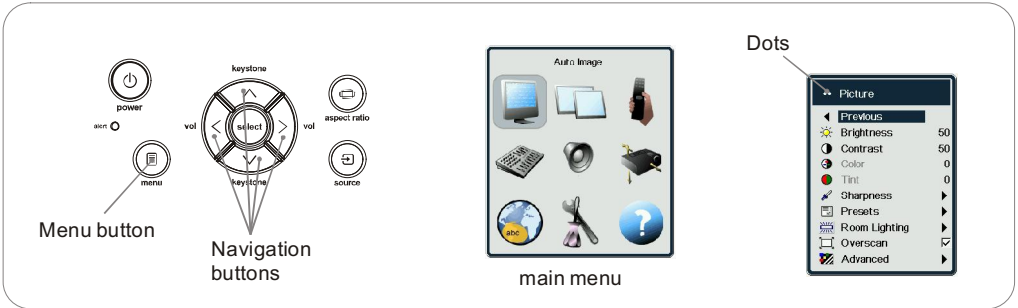 keystone
power
alert
vol
select
vol
aspect ratio
menu
keystone
source
Menu button
Navigation
buttons
Auto Image
abc
?
main menu
Dots
Picture
Previous
Brightness 50
Contrast 50
Color 0
Tint 0
Sharpness
Presets
Room Lighting
Overscan
Advanced